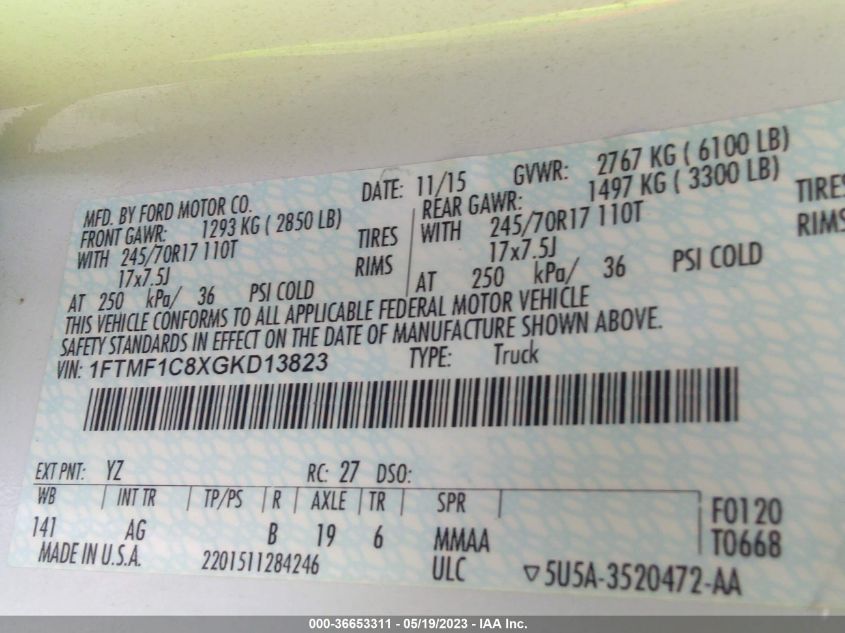 MFD. BY FORD MOTOR CO. DATE: 11/15 GVWR: 2767 KG ( 6100 LB)
FRONT GAWR: 1293 KG ( 2850 LB) REAR GAWR: 1497 KG ( 3300 LB)
WITH 245/70R17 110T TIRES WITH 245/70R17 110T TIRES
17x7.5J RIMS 17x7.5J RIMS
AT 250 kPa/ 36 PSI COLD AT 250 kPa/ 36 PSI COLD
THIS VEHICLE CONFORMS TO ALL APPLICABLE FEDERAL MOTOR VEHICLE
SAFETY STANDARDS IN EFFECT ON THE DATE OF MANUFACTURE SHOWN ABOVE.
VIN: 1FTMF1C8XGKD13823 TYPE: Truck
EXT PNT: YZ RC: 27 DSO:
WB INT TR TP/PS R AXLE TR SPR F0120
141 AG B 19 6 MMAA T0668
MADE IN U.S.A. 2201511284246 ULC ▽5U5A-3520472-AA
000-36653311 - 05/19/2023 - IAA Inc.